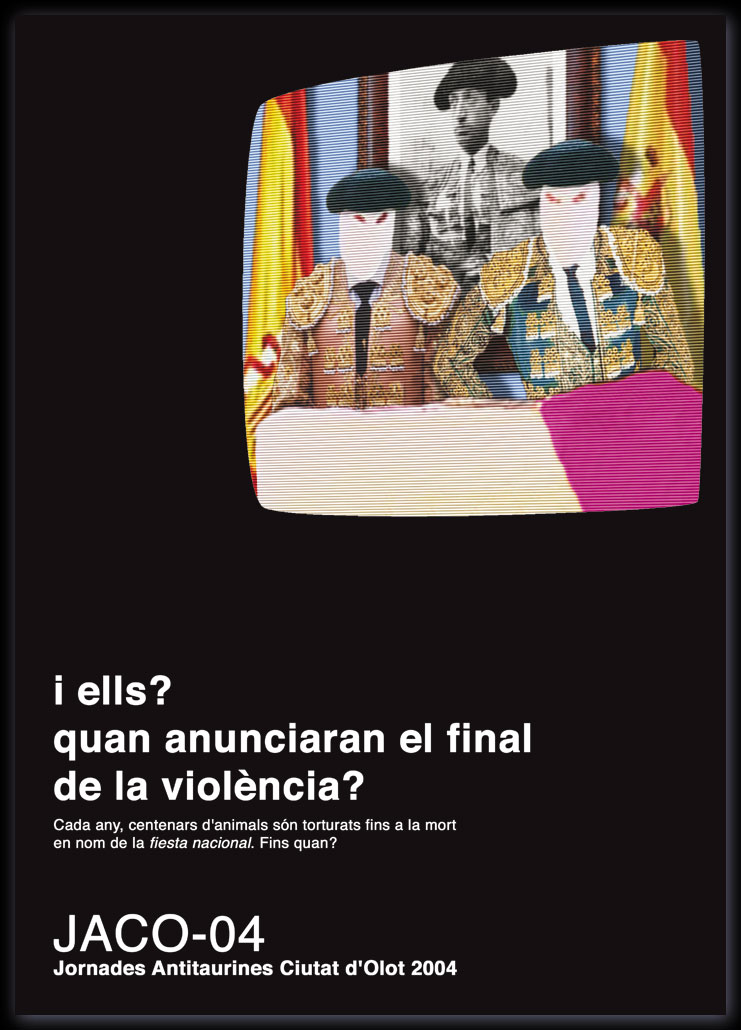 i ells?
quan anunciaran el final
de la violència?
Cada any, centenars d'animals són torturats fins a la mort
en nom de la fiesta nacional. Fins quan?
JACO-04
Jornades Antitaurines Ciutat d'Olot 2004